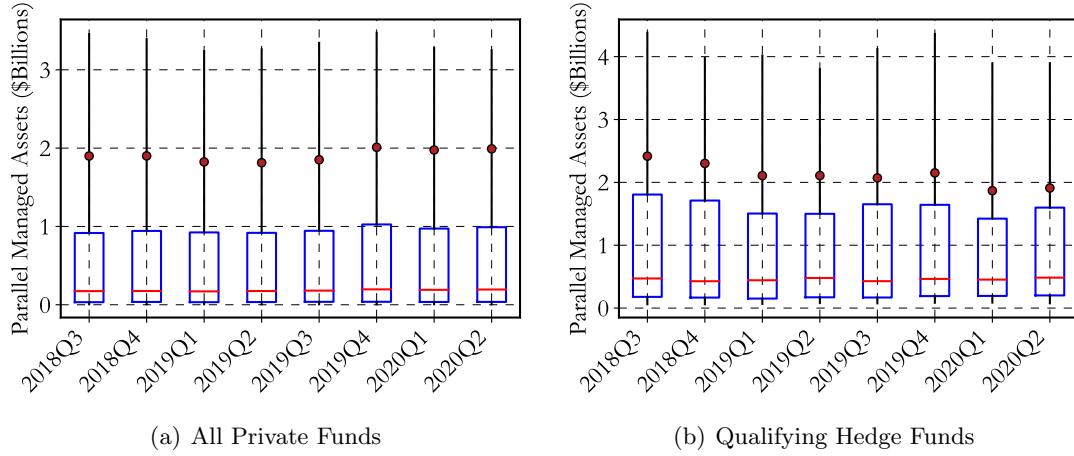 Parallel Managed Assets ($Billions)
3
2
1
0
2018Q3
2018Q4
2019Q1
2019Q2
2019Q3
2019Q4
2020Q1
2020Q2
(a) All Private Funds
Parallel Managed Assets ($Billions)
4
3
2
1
0
2018Q3
2018Q4
2019Q1
2019Q2
2019Q3
2019Q4
2020Q1
2020Q2
(b) Qualifying Hedge Funds